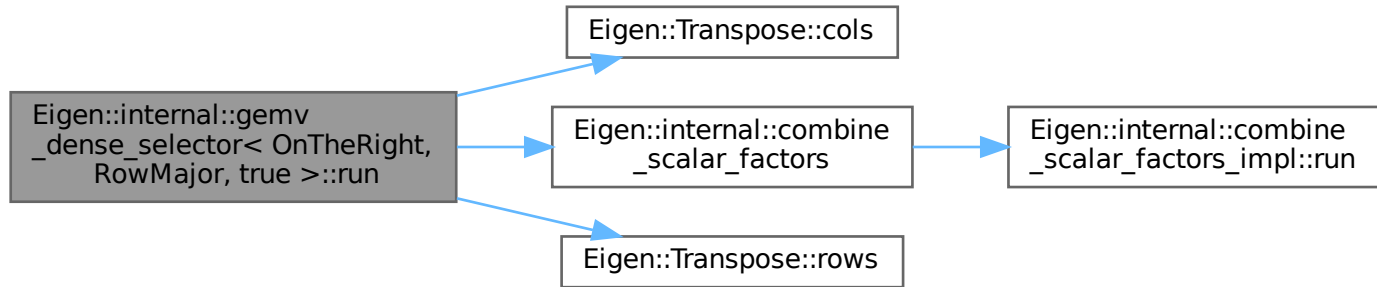 Eigen::internal::gemv
_dense_selector< OnTheRight,
RowMajor, true >::run
Eigen::Transpose::cols
Eigen::internal::combine
_scalar_factors
Eigen::internal::combine
_scalar_factors_impl::run
Eigen::Transpose::rows